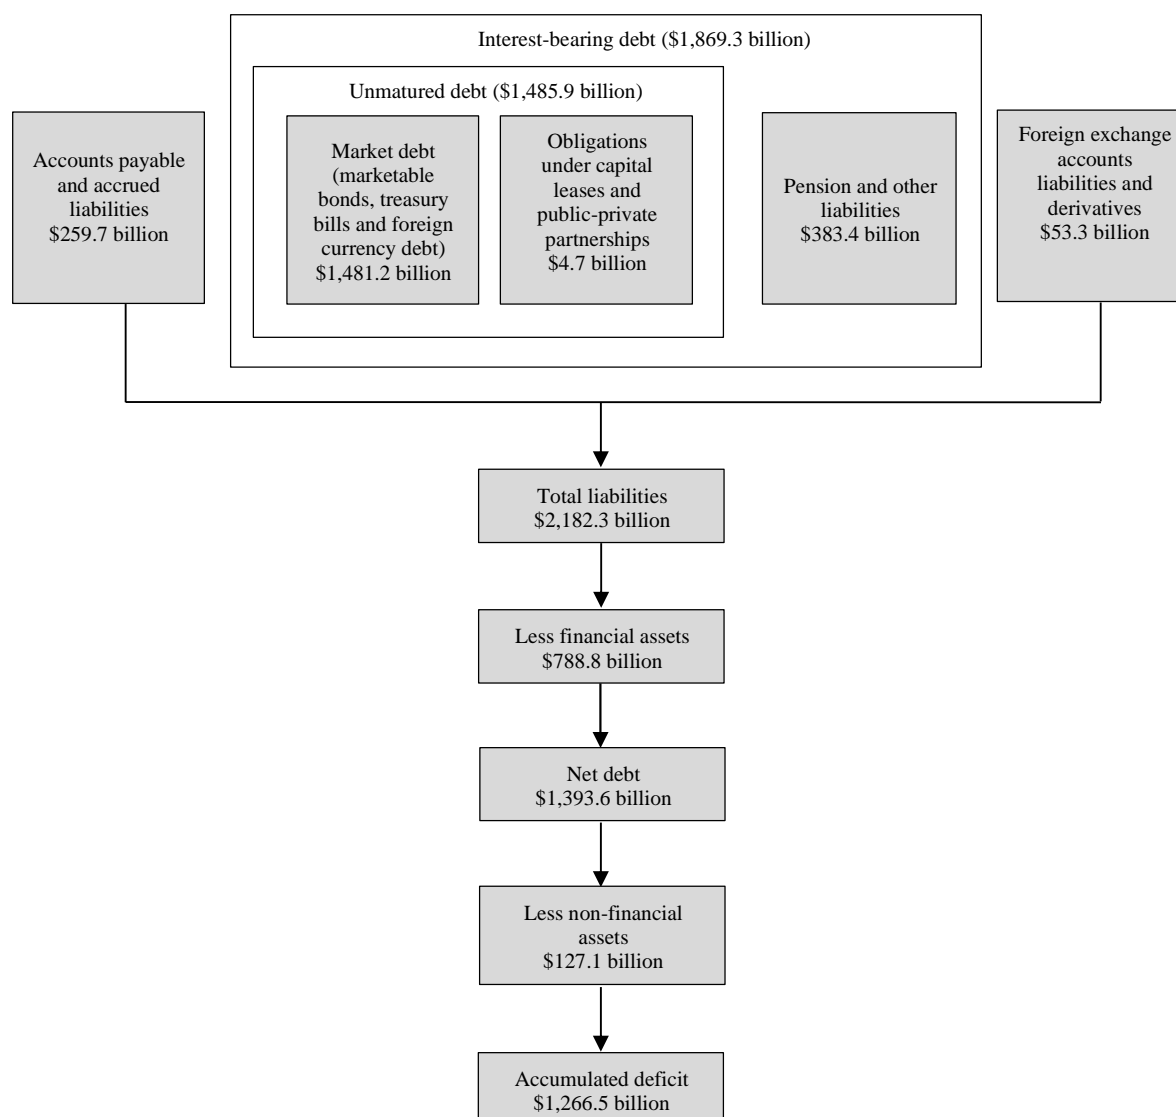 Interest-bearing debt ($1,869.3 billion)
Unmatured debt ($1,485.9 billion)
Accounts payable
and accrued
liabilities
$259.7 billion
Market debt
(marketable
bonds, treasury
bills and foreign
currency debt)
$1,481.2 billion
Obligations
under capital
leases and
public-private
partnerships
$4.7 billion
Pension and other
liabilities
$383.4 billion
Foreign exchange
accounts
liabilities and
derivatives
$53.3 billion
Total liabilities
$2,182.3 billion
Less financial assets
$788.8 billion
Net debt
$1,393.6 billion
Less non-financial
assets
$127.1 billion
Accumulated deficit
$1,266.5 billion